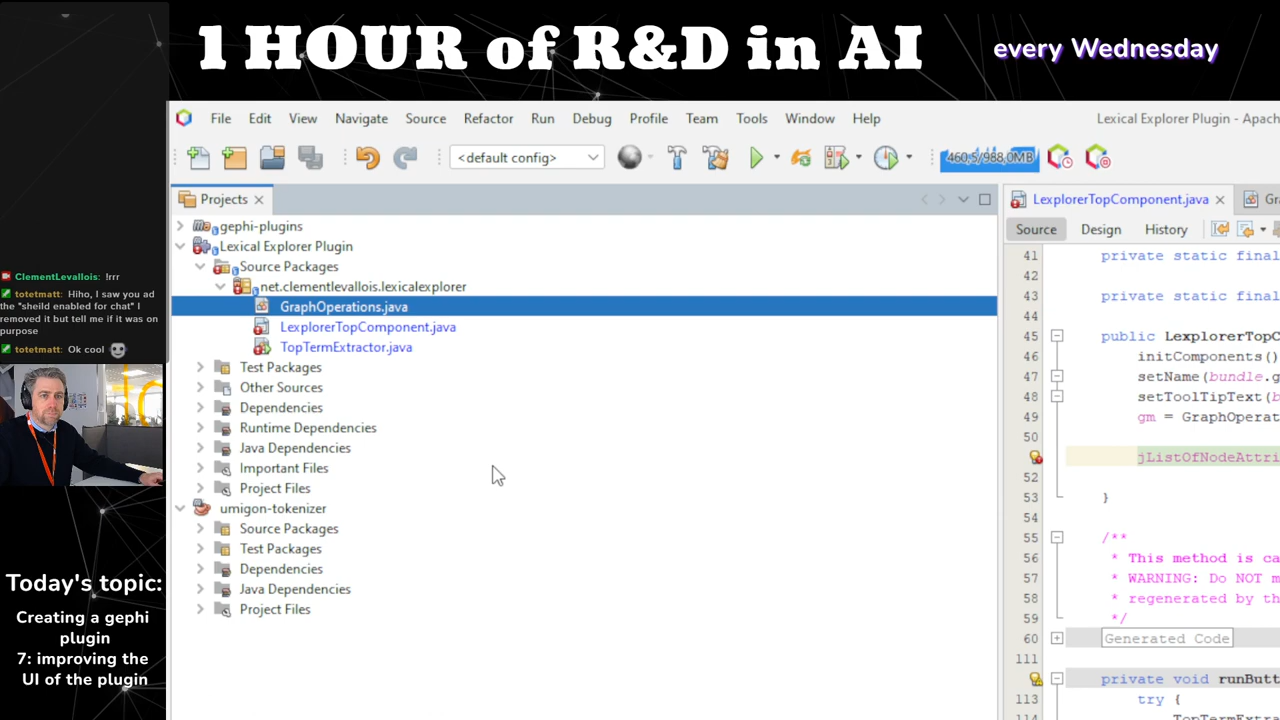 1 HOUR of R&D in AI
every Wednesday
File Edit View Navigate Source Refactor Run Debug Profile Team Tools Window Help
Lexical Explorer Plugin - Apac
<default config>
460,5/988,0MB
Projects
LexplorerTopComponent.java
Gr
Source Design History
gephi-plugins
Lexical Explorer Plugin
Source Packages
net.clementlevallois.lexicalexplorer
GraphOperations.java
LexplorerTopComponent.java
TopTermExtractor.java
Test Packages
Other Sources
Dependencies
Runtime Dependencies
Java Dependencies
Important Files
Project Files
umigon-tokenizer
Source Packages
Test Packages
Dependencies
Java Dependencies
Project Files
41 private static final
42
43 private static final
44
45 public LexplorerTopC
46 initComponents()
47 setName(bundle.g
48 setToolTipText(b
49 gm = GraphOperat
50
jListOfNodeAttri
52
53 }
54
55 /**
56 * This method is ca
57 * WARNING: Do NOT m
58 * regenerated by th
59 */
60 Generated Code
111
private void runButt
113 try {
114 TopTermExtra
ClementLevallois: !rrr
totetmatt: Hiho, I saw you ad
the "sheild enabled for chat" I
removed it but tell me if it was on
purpose
totetmatt: Ok cool
Today's topic:
Creating a gephi
plugin
7: improving the
UI of the plugin